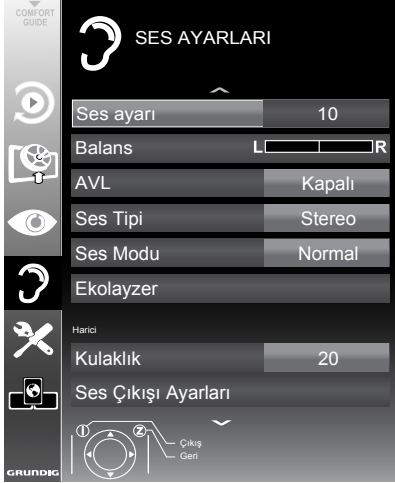 COMFORT
GUIDE
SES AYARLARI
Ses ayarı 10
Balans L R
AVL Kapalı
Ses Tipi Stereo
Ses Modu Normal
Ekolayzer
Harici
Kulaklık 20
Ses Çıkışı Ayarları
Z
Çıkış
Geri
GRUNDIG